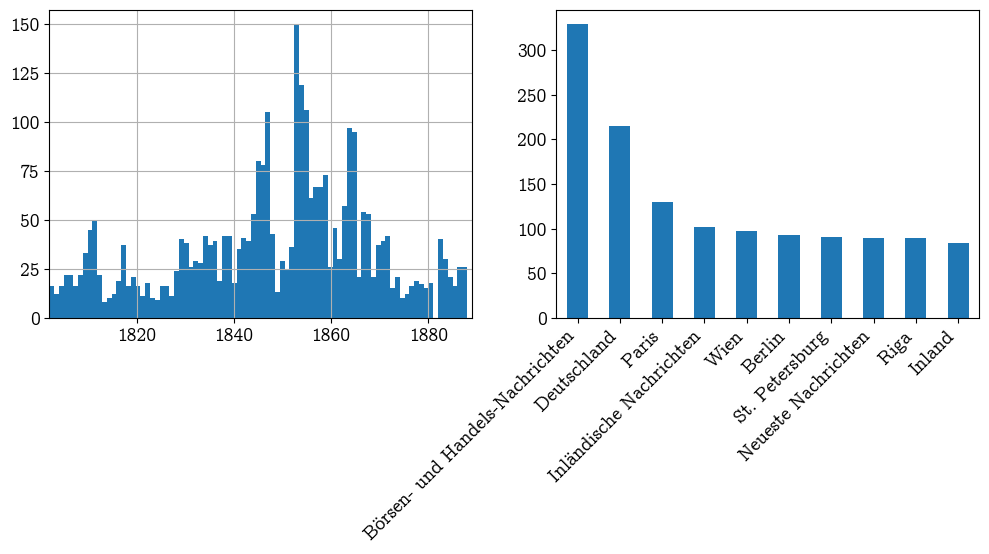 150
125
100
75
50
25
0
1820 1840 1860 1880
300
250
200
150
100
50
0
Börsen- und Handels-Nachrichten
Deutschland
Paris
Inländische Nachrichten
Wien
Berlin
St. Petersburg
Neueste Nachrichten
Riga
Inland